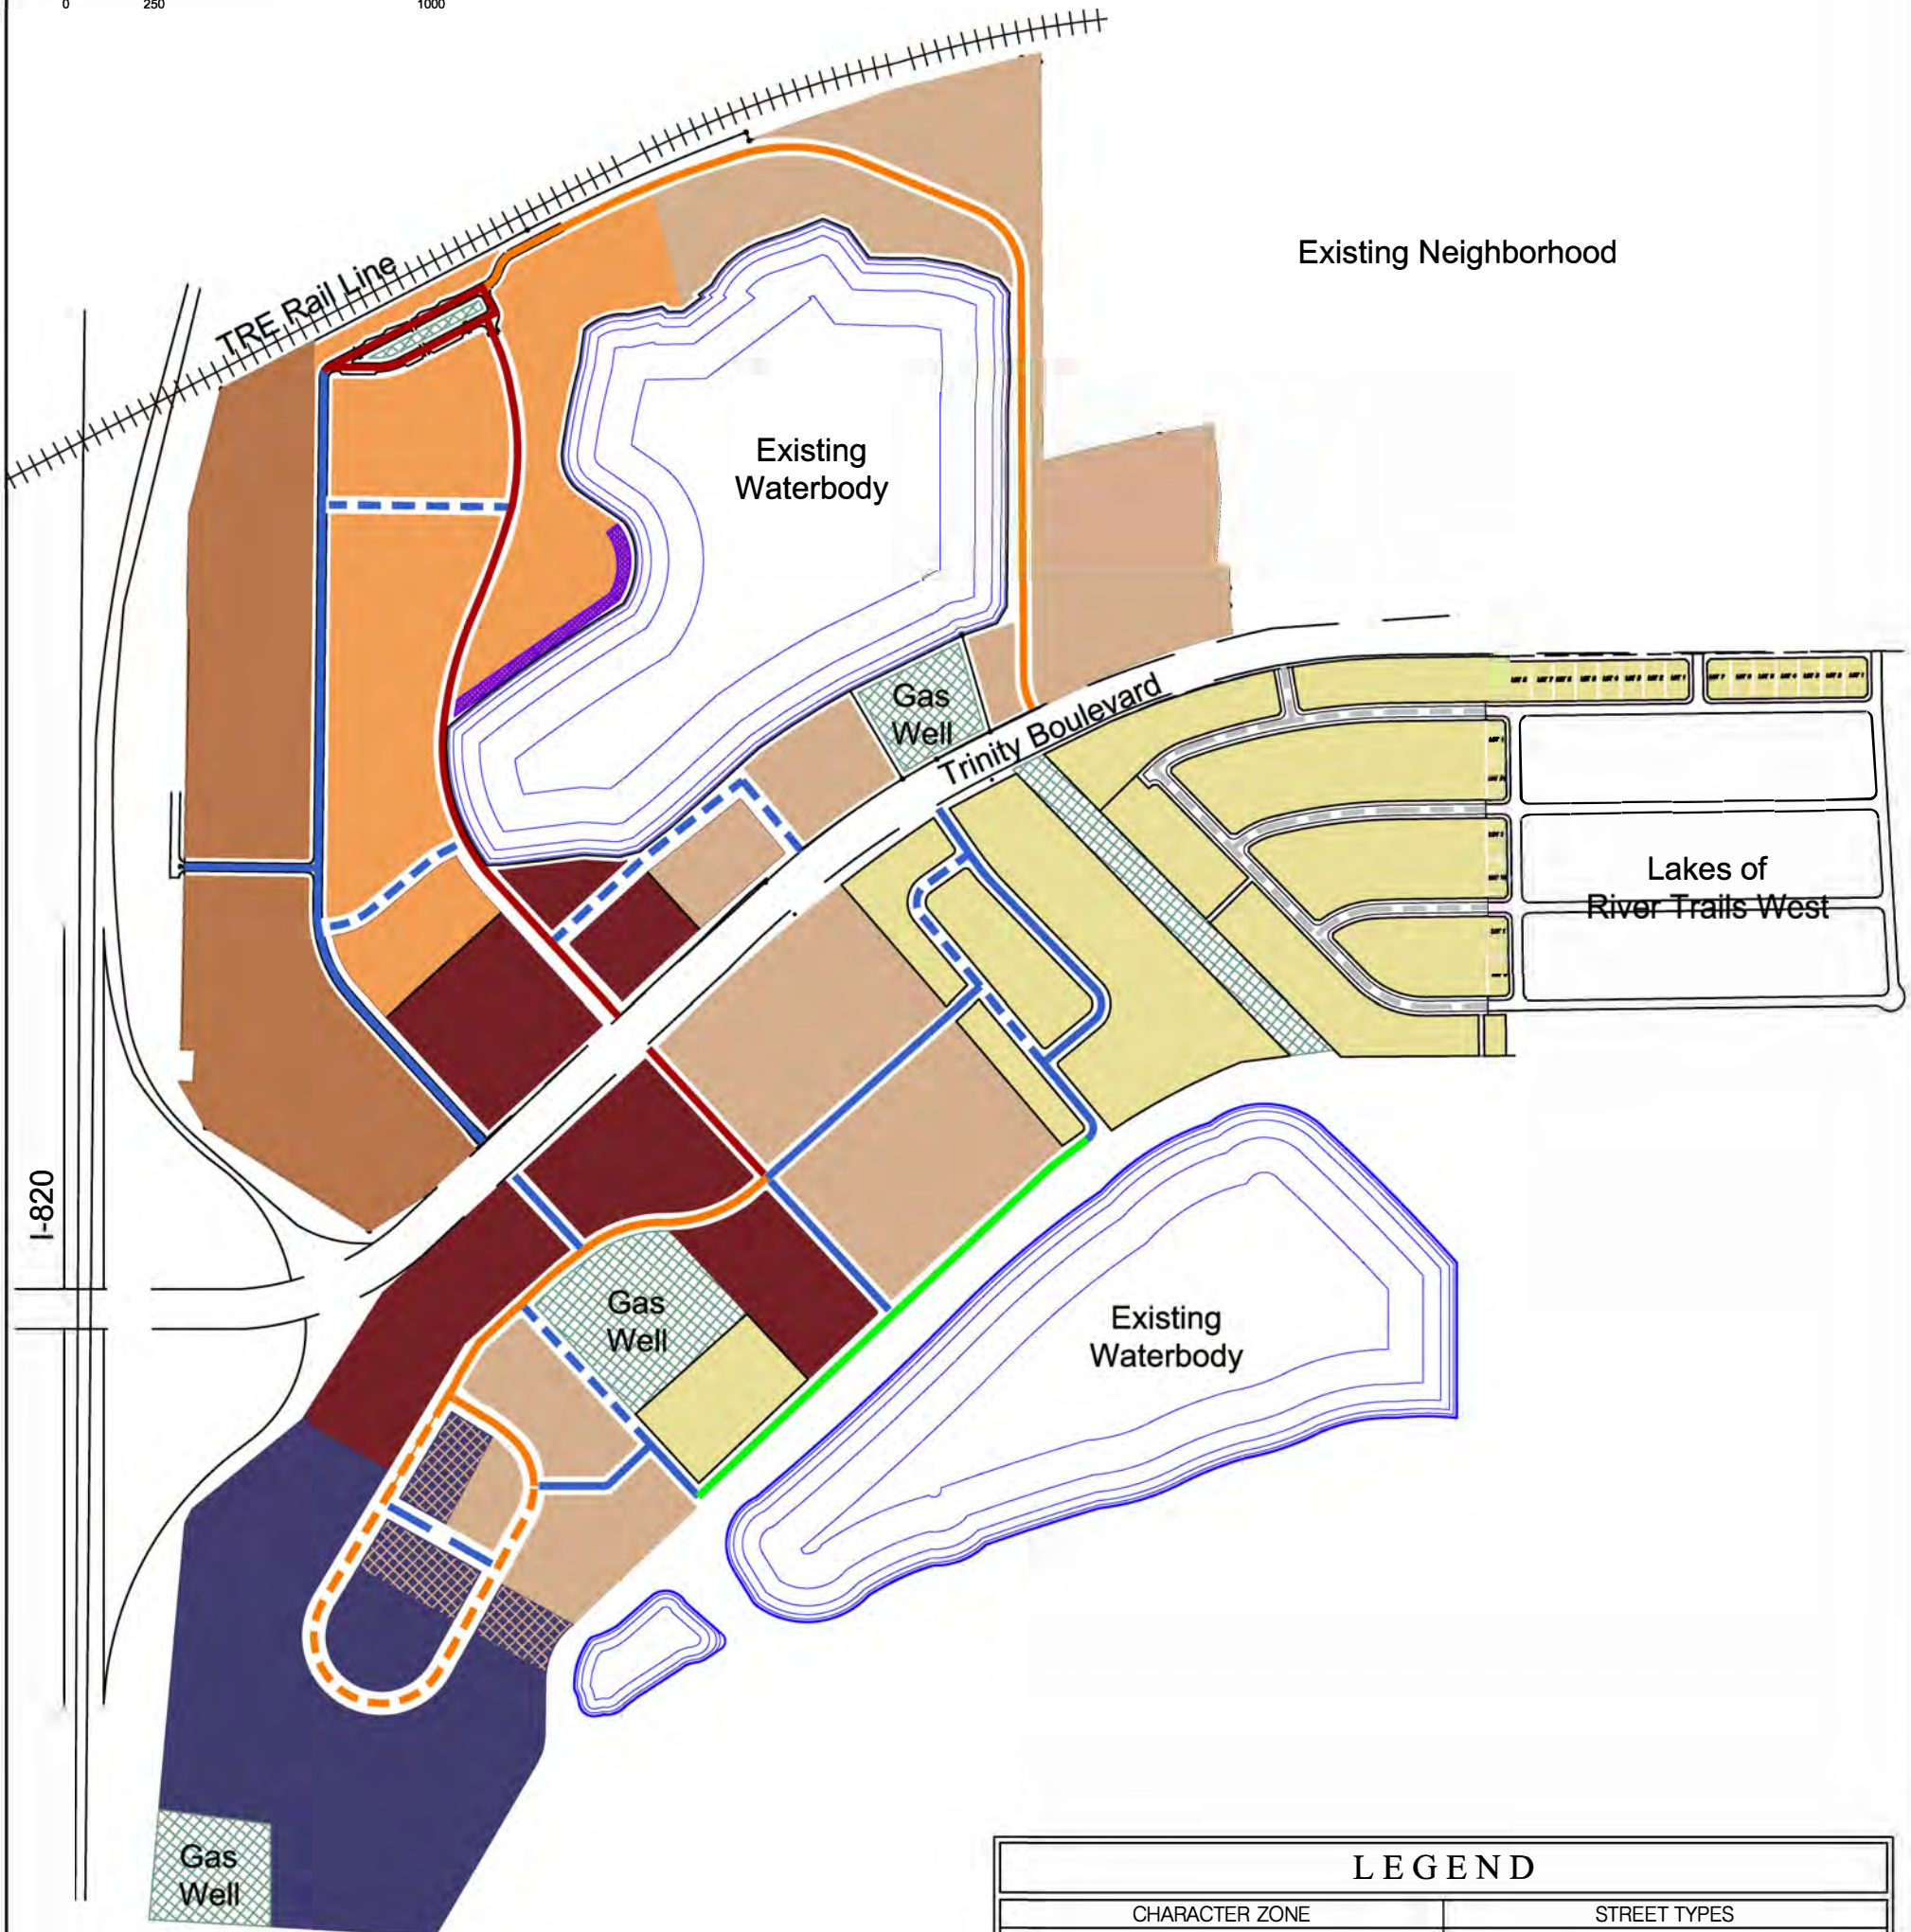 0 250 1000
TRE Rail Line
Existing Neighborhood
Existing
Waterbody
Gas
Well
Trinity Boulevard
Lakes of
River Trails West
I-820
Gas
Well
Existing
Waterbody
Gas
Well
LEGEND
CHARACTER ZONE
STREET TYPES